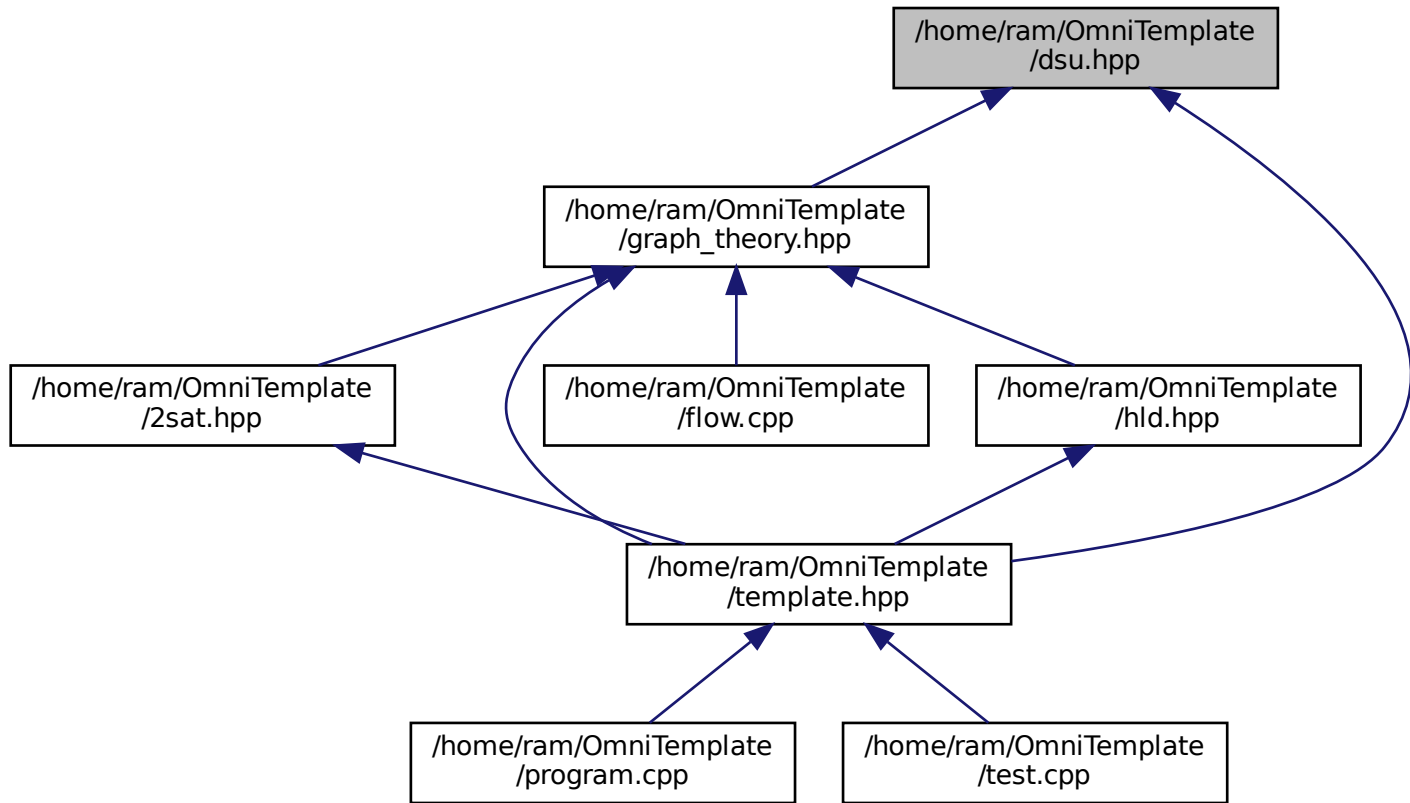 /home/ram/OmniTemplate
/dsu.hpp
/home/ram/OmniTemplate
/graph_theory.hpp
/home/ram/OmniTemplate
/2sat.hpp
/home/ram/OmniTemplate
/flow.cpp
/home/ram/OmniTemplate
/hld.hpp
/home/ram/OmniTemplate
/template.hpp
/home/ram/OmniTemplate
/program.cpp
/home/ram/OmniTemplate
/test.cpp